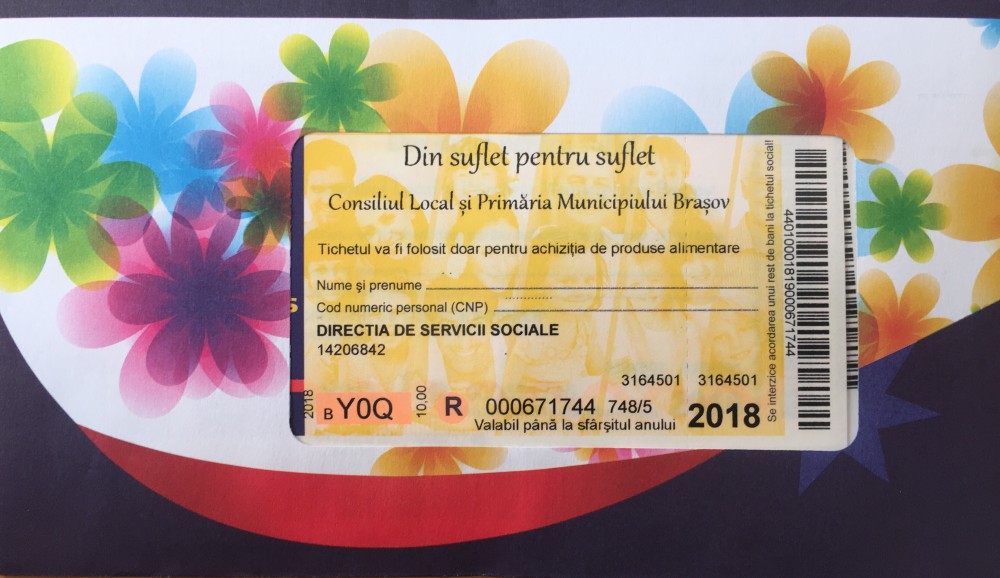 Din suflet pentru suflet
Consiliul Local și Primăria Municipiului Brașov
Tichetul va fi folosit doar pentru achiziția de produse alimentare
Nume și prenume
Cod numeric personal (CNP)
DIRECTIA DE SERVICII SOCIALE
14206842
3164501 3164501
2018 B Y0Q 10,00 R 000671744 748/5
Valabil până la sfârșitul anului 2018
Se interzice acordarea unui rest de bani la tichetul social!
44010001819000671744